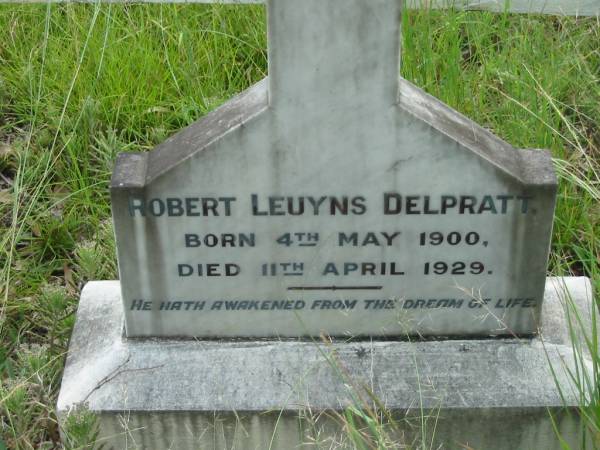 ROBERT LEUYNS DELPRATT.
BORN 4TH MAY 1900,
DIED 11TH APRIL 1929.
HE HATH AWAKENED FROM THE DREAM OF LIFE.